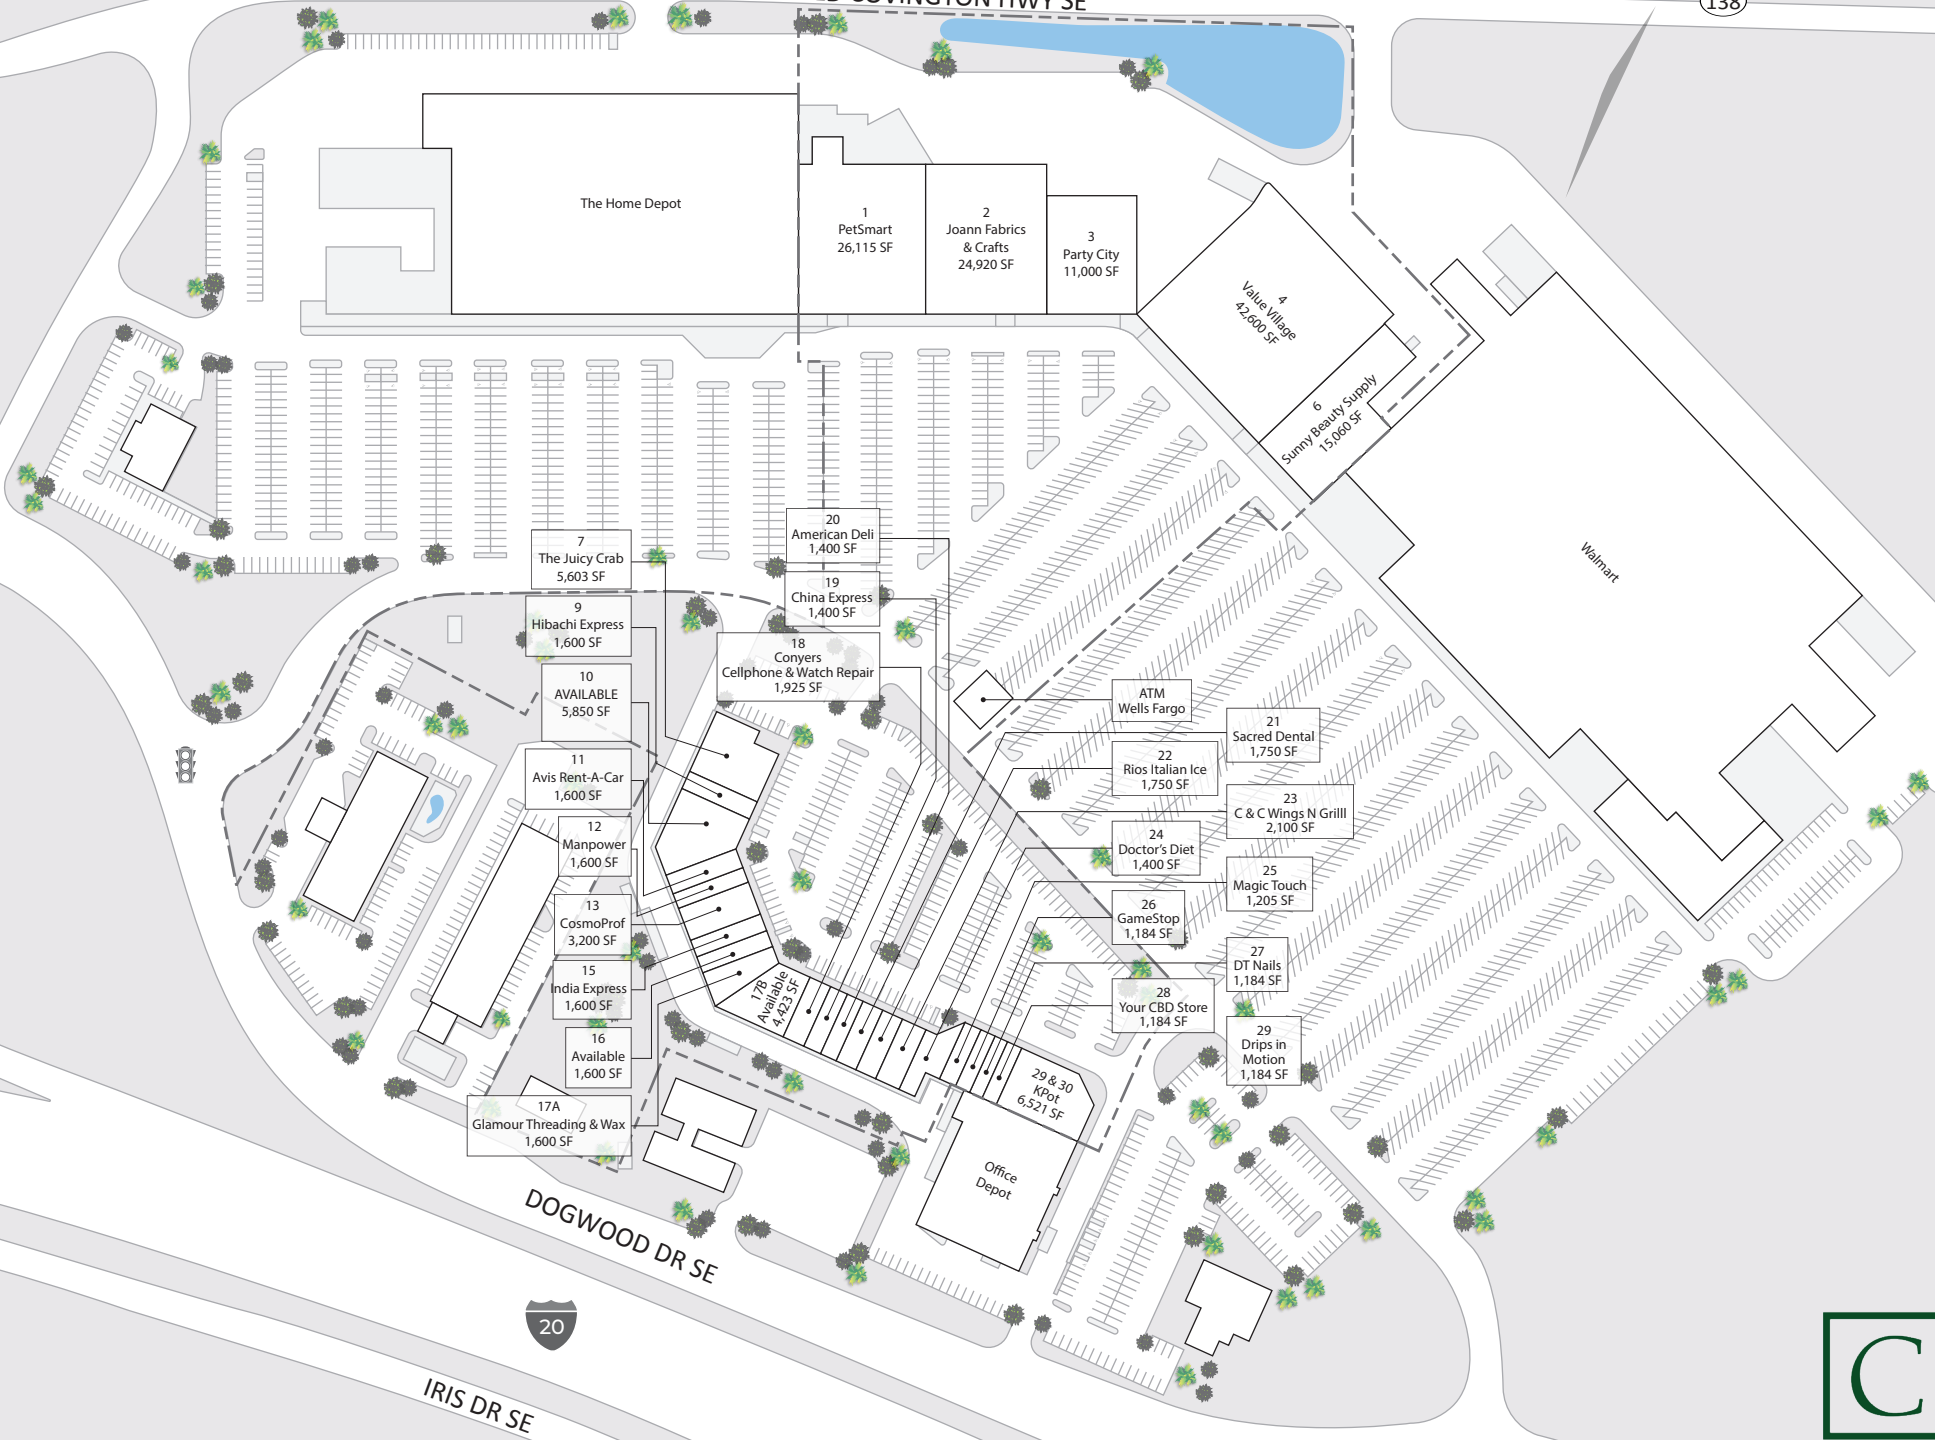 COVINGTON HWY SE
138
The Home Depot
1
PetSmart
26,115 SF
2
Joann Fabrics
& Crafts
24,920 SF
3
Party City
11,000 SF
4
Value Village
42,600 SF
6
Sunny Beauty Supply
15,060 SF
Walmart
7
The Juicy Crab
5,603 SF
9
Hibachi Express
1,600 SF
10
AVAILABLE
5,850 SF
11
Avis Rent-A-Car
1,600 SF
12
Manpower
1,600 SF
13
CosmoProf
3,200 SF
15
India Express
1,600 SF
16
Available
1,600 SF
17A
Glamour Threading & Wax
1,600 SF
17B
Available
4,423 SF
18
Conyers
Cellphone & Watch Repair
1,925 SF
19
China Express
1,400 SF
20
American Deli
1,400 SF
ATM
Wells Fargo
21
Sacred Dental
1,750 SF
22
Rios Italian Ice
1,750 SF
23
C & C Wings N Grilll
2,100 SF
24
Doctor's Diet
1,400 SF
25
Magic Touch
1,205 SF
26
GameStop
1,184 SF
27
DT Nails
1,184 SF
28
Your CBD Store
1,184 SF
29
Drips in
Motion
1,184 SF
29 & 30
KPot
6,521 SF
Office
Depot
DOGWOOD DR SE
20
IRIS DR SE
C